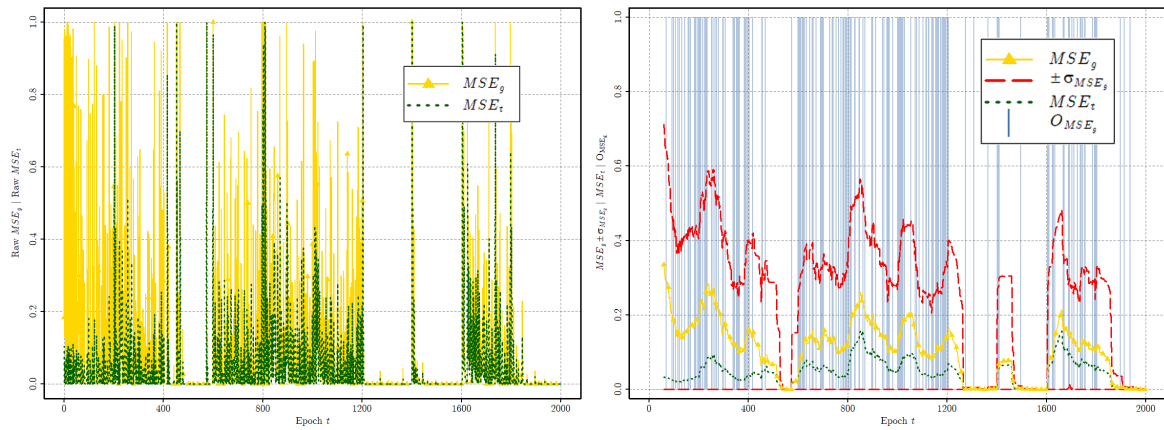 1.0
0.8
0.6
0.4
0.2
0.0
Raw MSE_g | Raw MSE_t
0
400
800
1200
1600
2000
Epoch t
MSE_g
MSE_t
1.0
0.8
0.6
0.4
0.2
0.0
MSE_g ± σ_MSE_g | MSE_t | O_MSE_g
0
400
800
1200
1600
2000
Epoch t
MSE_g
±σ_MSE_g
MSE_t
O_MSE_g